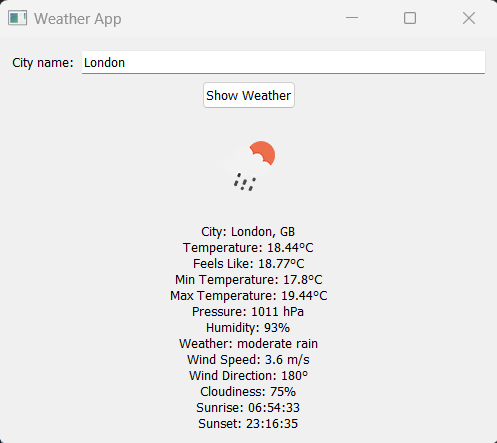 Weather App
City name: London
Show Weather
City: London, GB
Temperature: 18.44°C
Feels Like: 18.77°C
Min Temperature: 17.8°C
Max Temperature: 19.44°C
Pressure: 1011 hPa
Humidity: 93%
Weather: moderate rain
Wind Speed: 3.6 m/s
Wind Direction: 180°
Cloudiness: 75%
Sunrise: 06:54:33
Sunset: 23:16:35